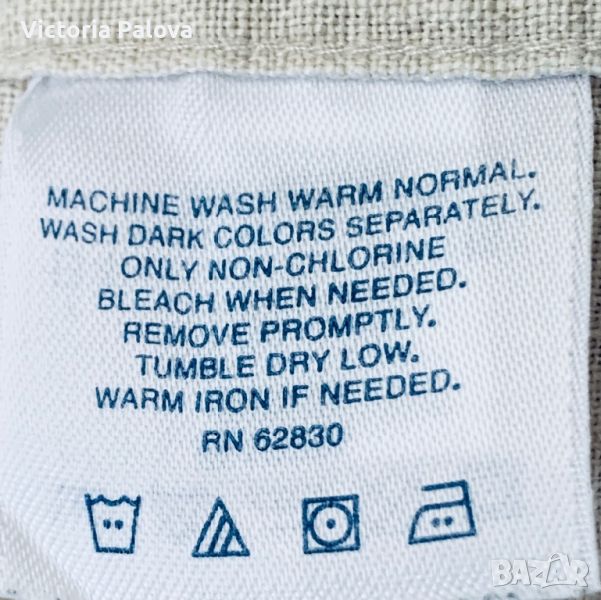 Victoria Palova
MACHINE WASH WARM NORMAL.
WASH DARK COLORS SEPARATELY.
ONLY NON-CHLORINE
BLEACH WHEN NEEDED.
REMOVE PROMPTLY.
TUMBLE DRY LOW.
WARM IRON IF NEEDED.
RN 62830
BAZAR